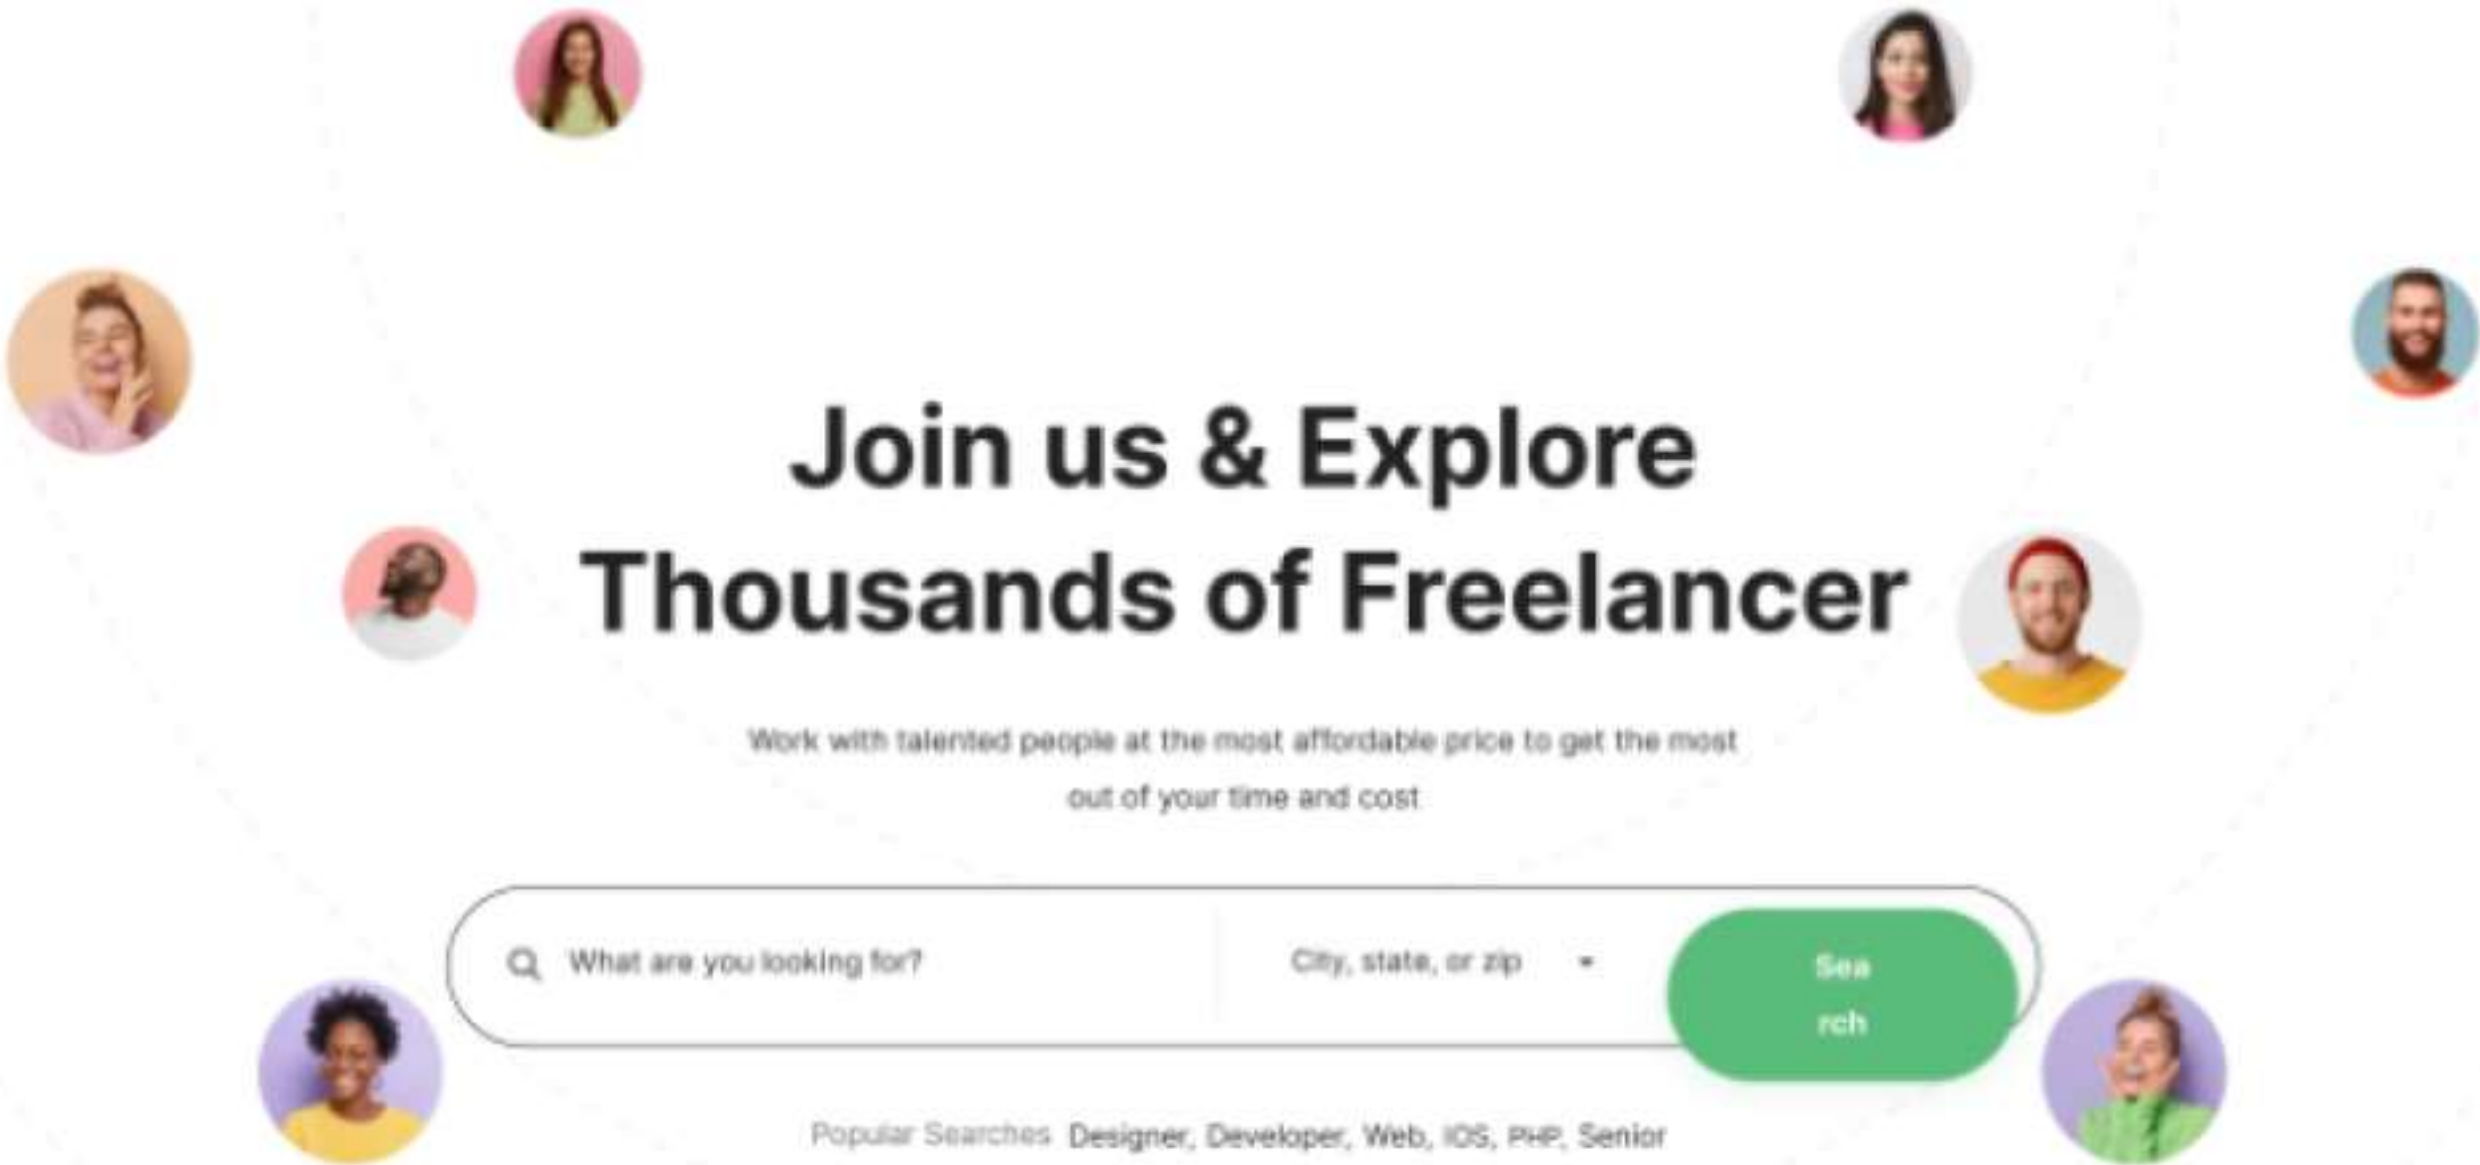 Join us & Explore
Thousands of Freelancer
Work with talented people at the most affordable price to get the most
out of your time and cost
What are you looking for?
City, state, or zip
Sea
rch
Popular Searches Designer, Developer, Web, IOS, PHP, Senior